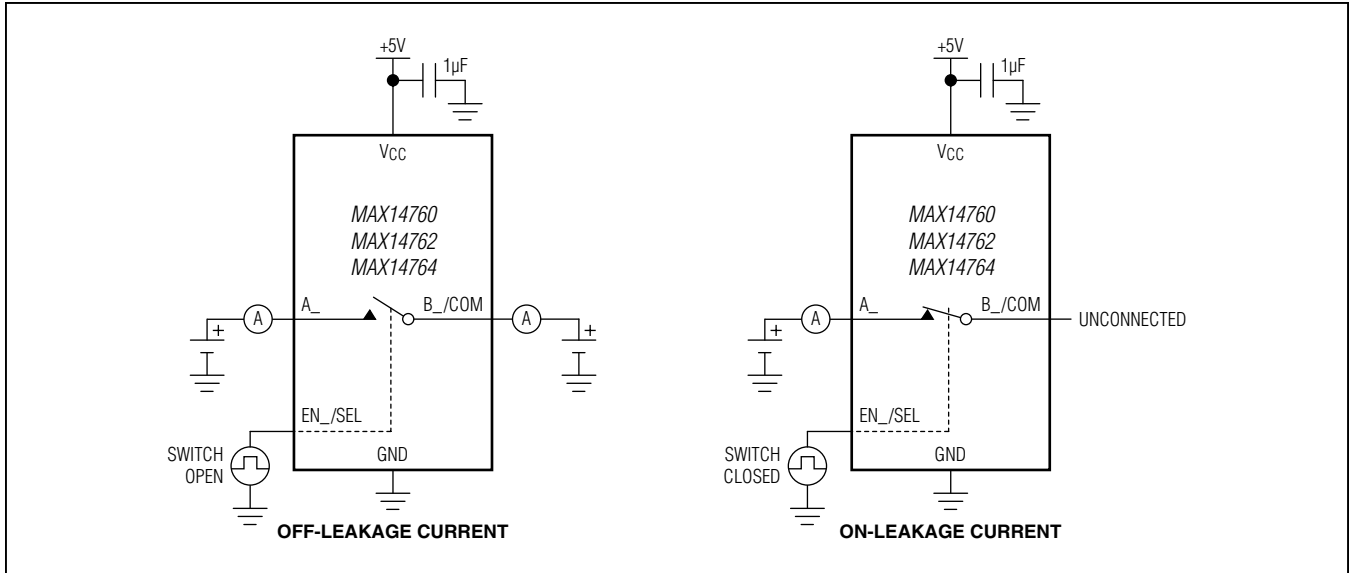 +5V
1µF
VCC
MAX14760
MAX14762
MAX14764
A_
B_/COM
A
A
+
+
EN_/SEL
SWITCH
OPEN
GND
OFF-LEAKAGE CURRENT
+5V
1µF
VCC
MAX14760
MAX14762
MAX14764
A_
B_/COM
A
UNCONNECTED
+
EN_/SEL
SWITCH
CLOSED
GND
ON-LEAKAGE CURRENT